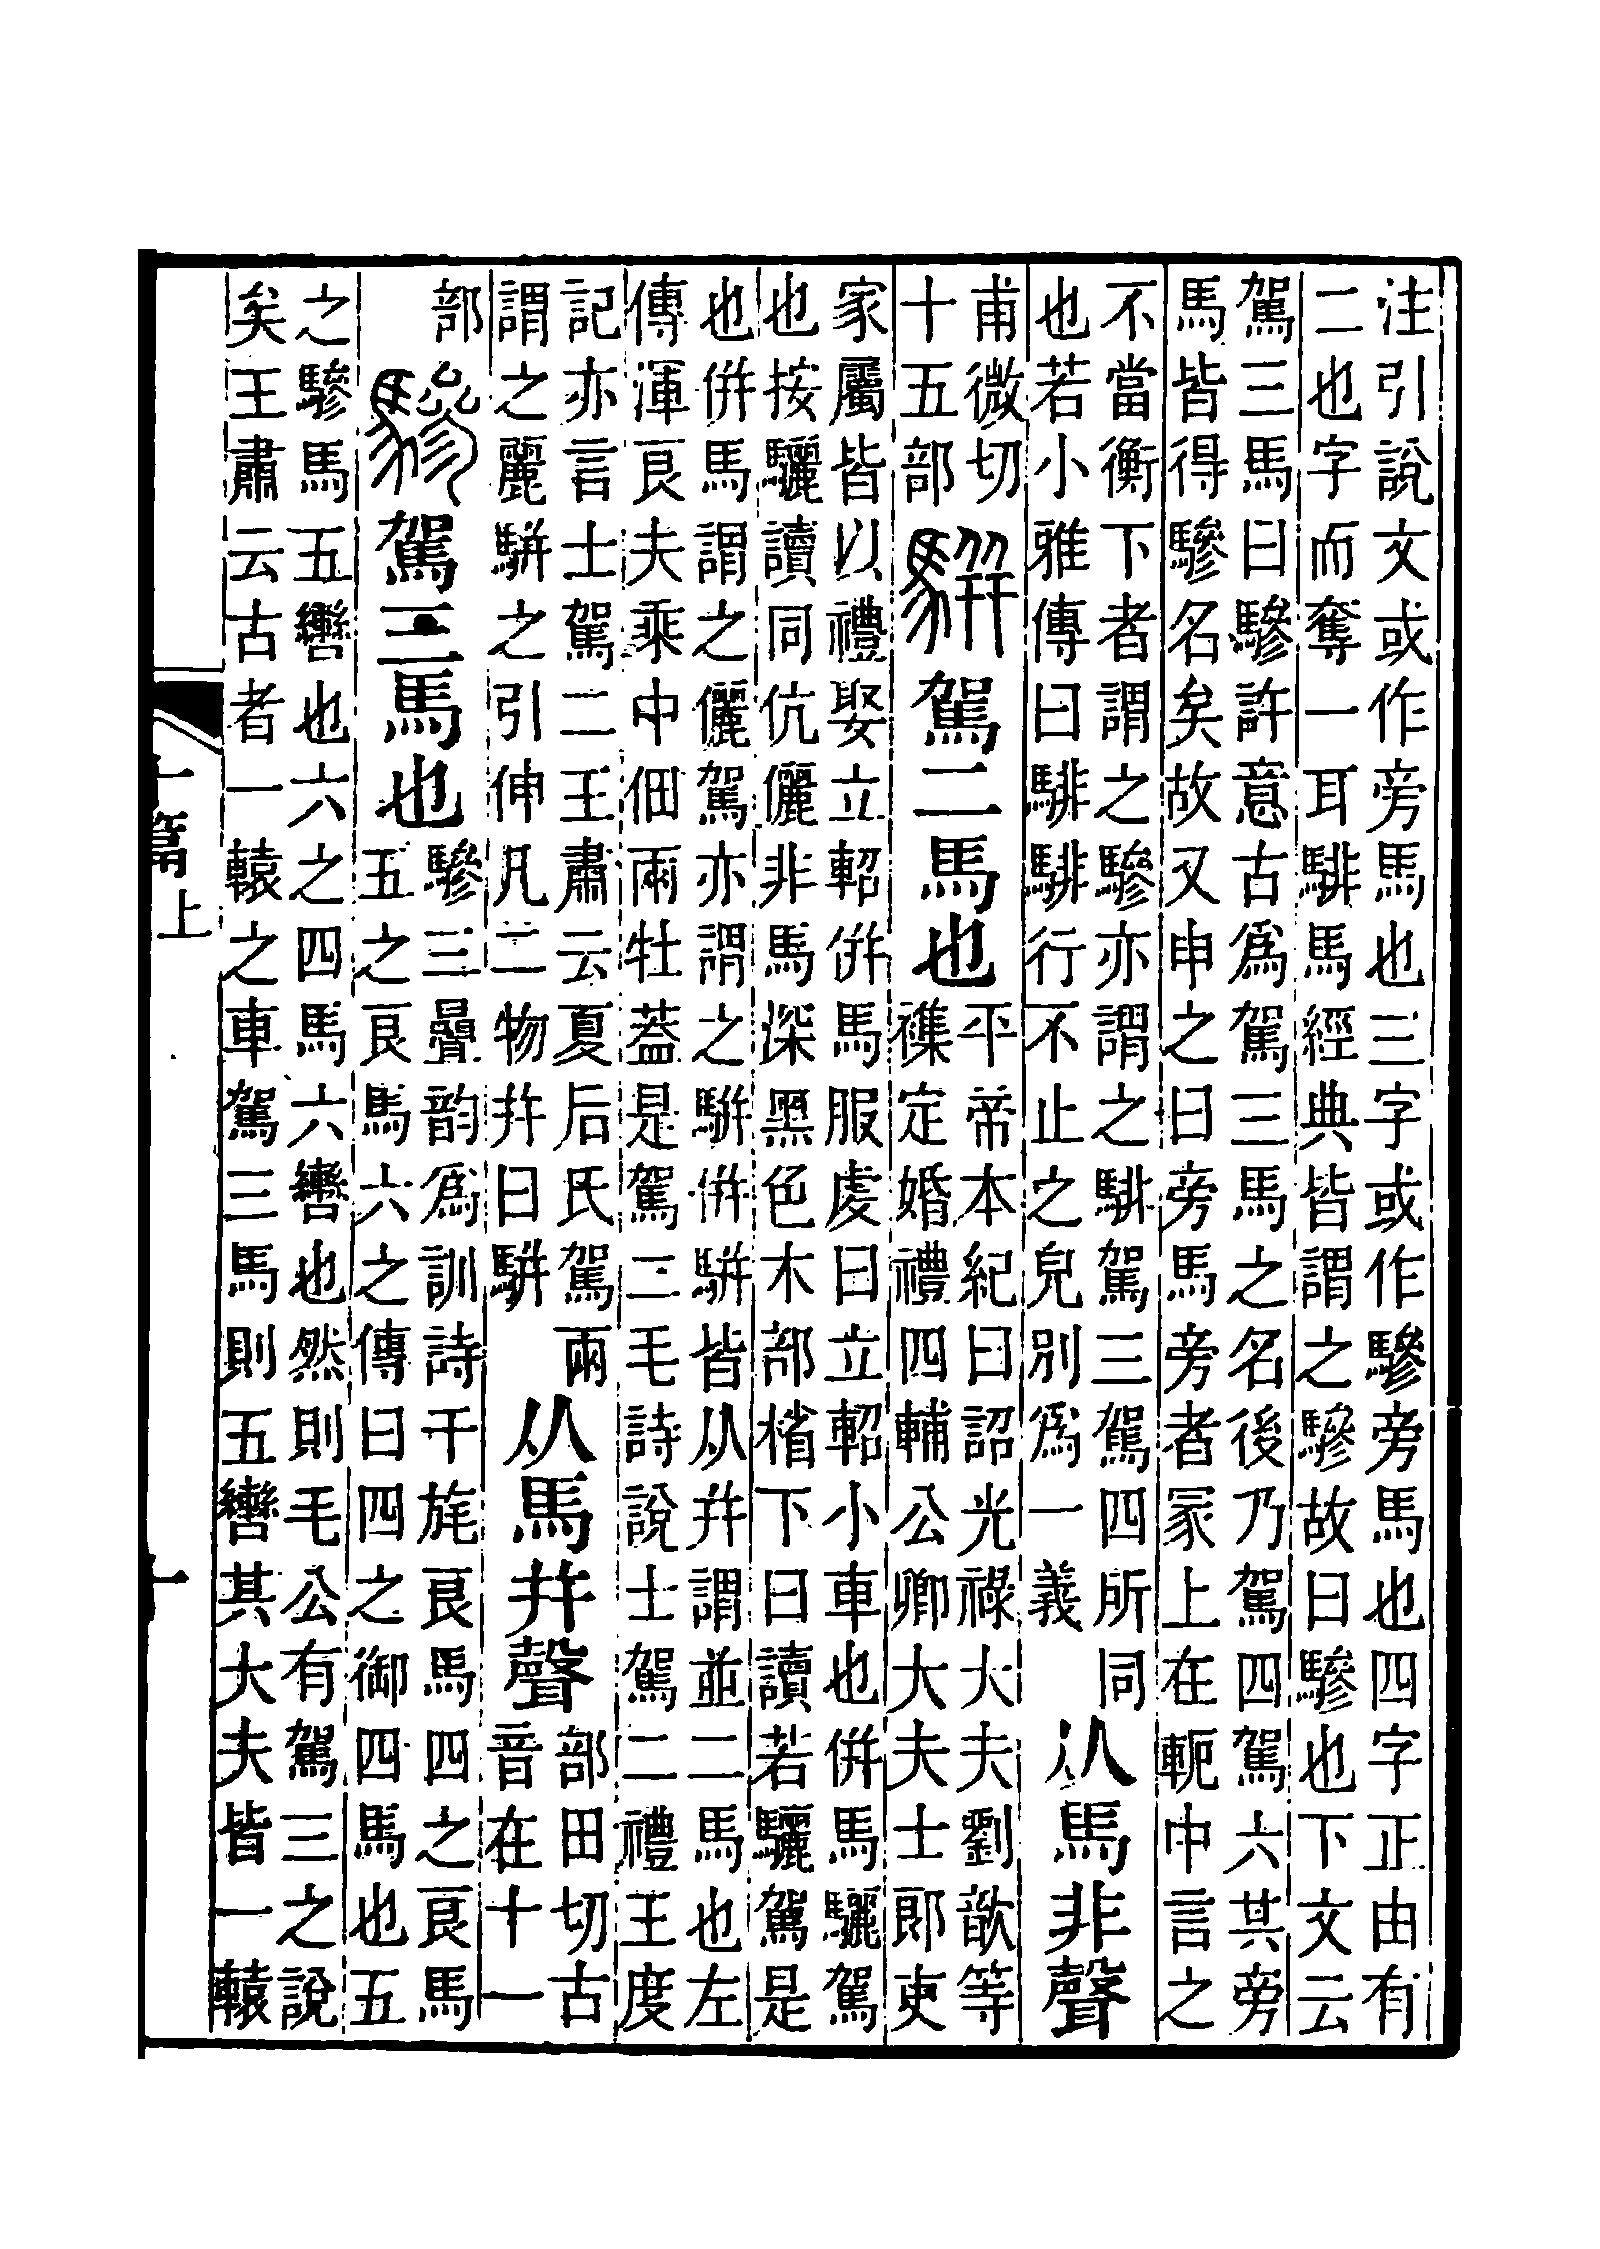 注引說文或作旁馬也三字或作驂旁馬也四字正由有
二也字而奪一耳騑馬經典皆謂之驂故曰驂也下文云
駕三馬曰驂許意古爲駕三馬之名後乃駕四駕六其旁
馬皆得驂名矣故又申之曰旁馬旁者冡上在軛中言之
不當衡下者謂之驂亦謂之騑駕三駕四所同
也若小雅傳曰騑騑行不止之皃別爲一義
从馬非聲
甫微切
十五部
騈駕二馬也
平帝本紀曰詔光祿大夫劉歆等
襍定婚禮四輔公卿大夫士郞吏
家屬皆以禮娶立軺倂馬服虔曰立軺小車也倂馬驪駕
也按驪讀同伉儷非馬深黑色木部㮐下曰讀若驪駕是
也倂馬謂之儷駕亦謂之騈倂騈皆从幷謂並二馬也左
傳渾良夫乘中佃兩牡葢是駕二毛詩說士駕二禮王度
記亦言士駕二王肅云夏后氏駕兩
謂之麗騈之引伸凡二物幷曰騈
从馬幷聲
部田切古
音在十一
部
驂駕三馬也
驂三曡韵爲訓詩干旄良馬四之良馬
五之良馬六之傳曰四之御四馬也五
之驂馬五轡也六之四馬六轡也然則毛公有駕三之說
矣王肅云古者一轅之車駕三馬則五轡其大夫皆一轅
十篇上
十